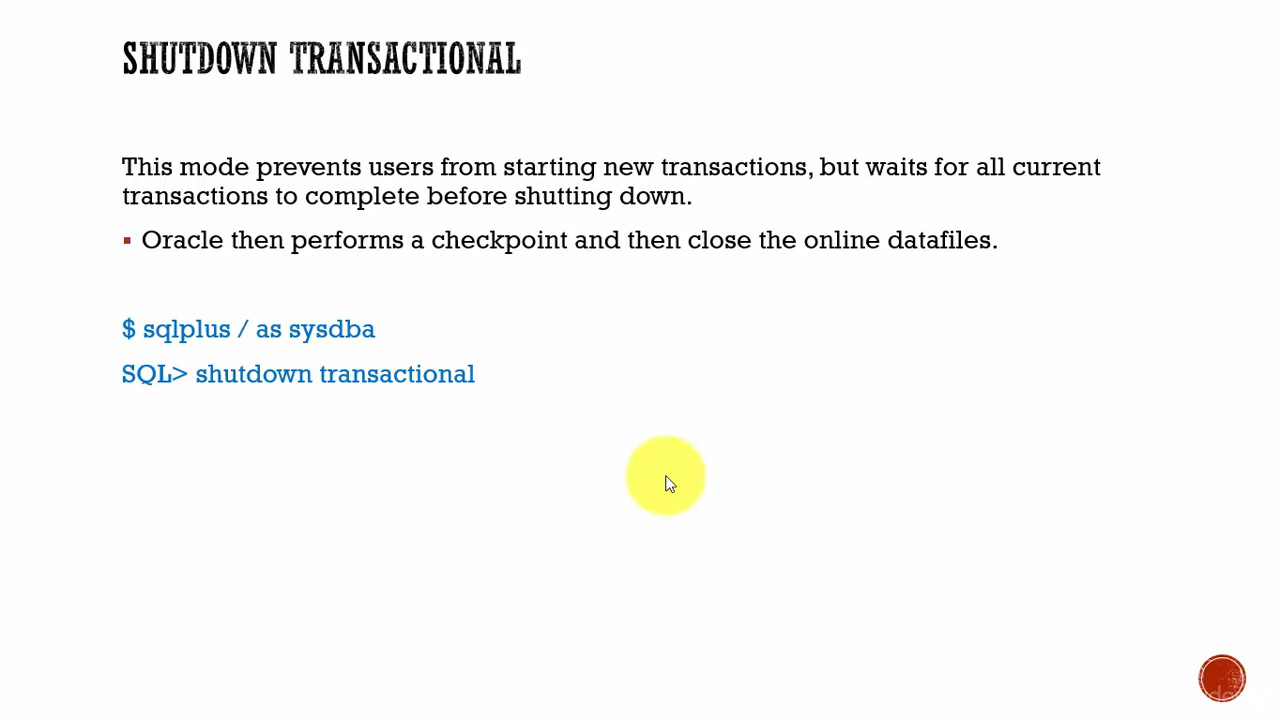 SHUTDOWN TRANSACTIONAL
This mode prevents users from starting new transactions, but waits for all current
transactions to complete before shutting down.
▪ Oracle then performs a checkpoint and then close the online datafiles.
$ sqlplus / as sysdba
SQL> shutdown transactional